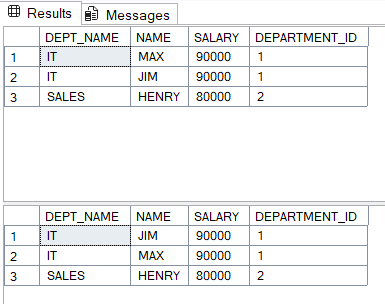 Results Messages
DEPT_NAME NAME SALARY DEPARTMENT_ID
1 IT MAX 90000 1
2 IT JIM 90000 1
3 SALES HENRY 80000 2
DEPT_NAME NAME SALARY DEPARTMENT_ID
1 IT JIM 90000 1
2 IT MAX 90000 1
3 SALES HENRY 80000 2